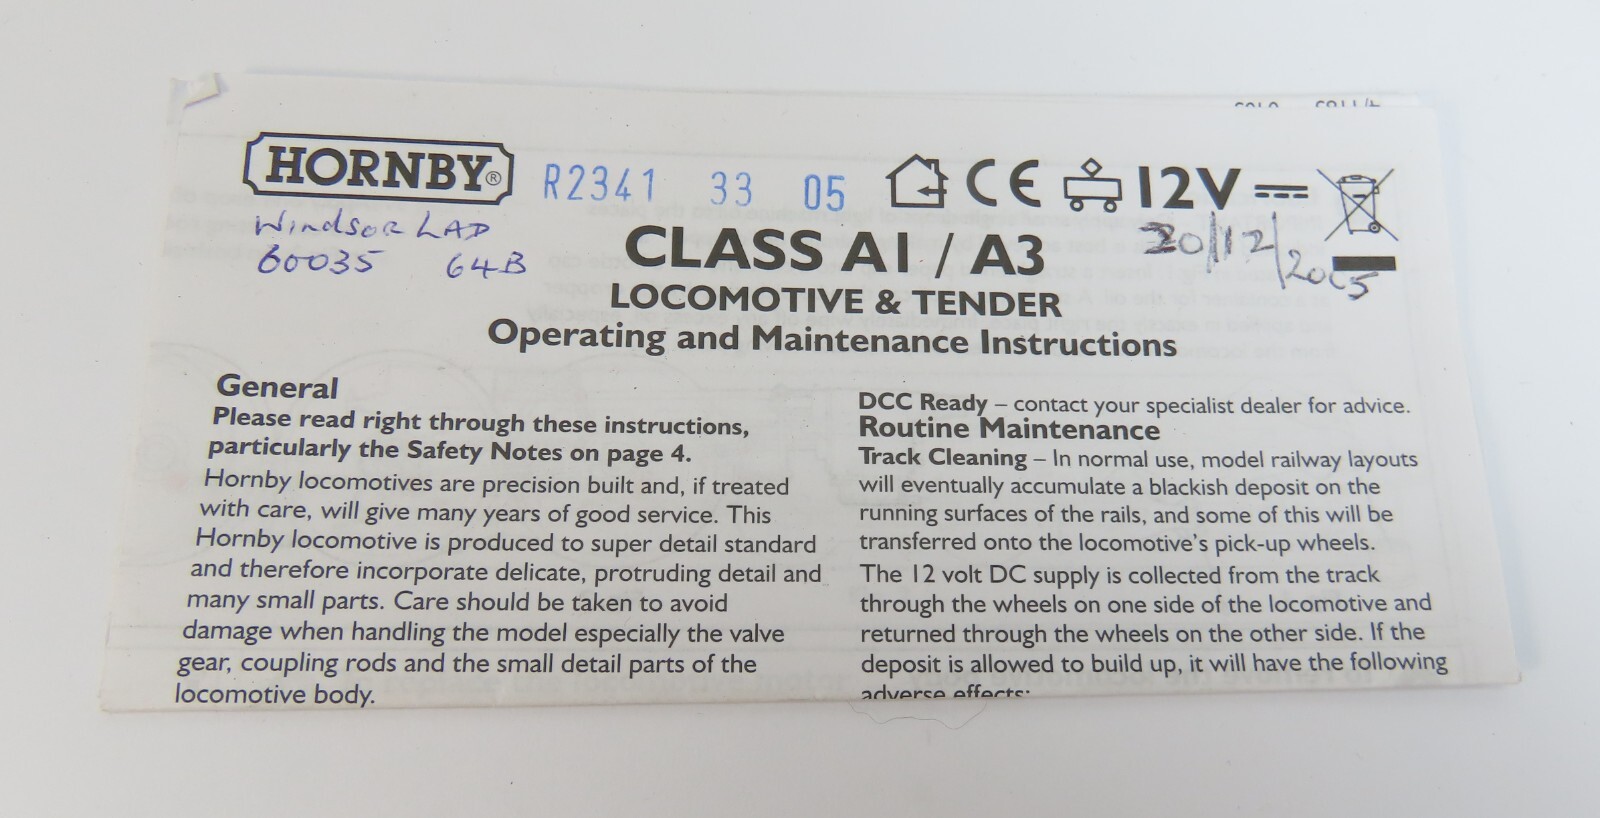 HORNBY® R2341 33 05 CE 12V
Windsor LAD
60035 64B
20/12/2005
CLASS A1 / A3
LOCOMOTIVE & TENDER
Operating and Maintenance Instructions
General
Please read right through these instructions,
particularly the Safety Notes on page 4.
Hornby locomotives are precision built and, if treated
with care, will give many years of good service. This
Hornby locomotive is produced to super detail standard
and therefore incorporate delicate, protruding detail and
many small parts. Care should be taken to avoid
damage when handling the model especially the valve
gear, coupling rods and the small detail parts of the
locomotive body.
DCC Ready – contact your specialist dealer for advice.
Routine Maintenance
Track Cleaning – In normal use, model railway layouts
will eventually accumulate a blackish deposit on the
running surfaces of the rails, and some of this will be
transferred onto the locomotive's pick-up wheels.
The 12 volt DC supply is collected from the track
through the wheels on one side of the locomotive and
returned through the wheels on the other side. If the
deposit is allowed to build up, it will have the following
adverse effects: